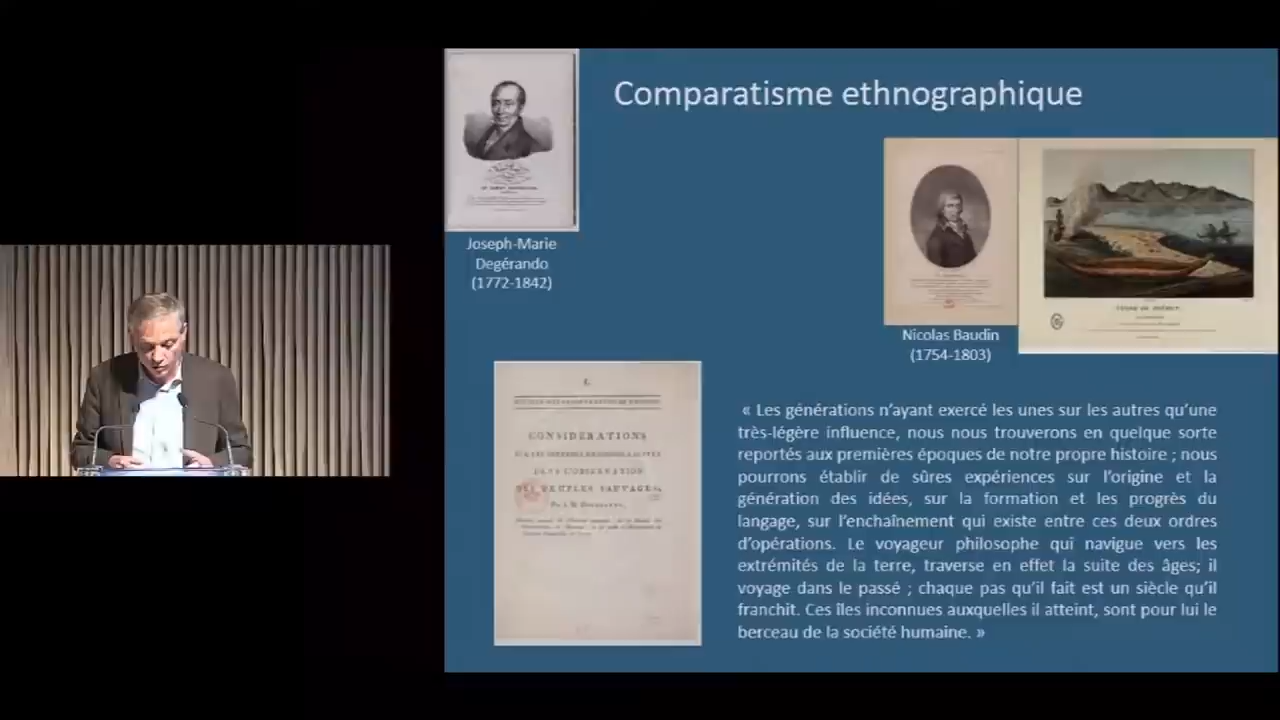 Comparatisme ethnographique
Joseph-Marie
Degérando
(1772-1842)
Nicolas Baudin
(1754-1803)
I.
CONSIDÉRATIONS
DANS L'OBSERVATION
DES PEUPLES SAUVAGES,
« Les générations n'ayant exercé les unes sur les autres qu'une
très-légère influence, nous nous trouverons en quelque sorte
reportés aux premières époques de notre propre histoire ; nous
pourrons établir de sûres expériences sur l'origine et la
génération des idées, sur la formation et les progrès du
langage, sur l'enchaînement qui existe entre ces deux ordres
d'opérations. Le voyageur philosophe qui navigue vers les
extrémités de la terre, traverse en effet la suite des âges; il
voyage dans le passé ; chaque pas qu'il fait est un siècle qu'il
franchit. Ces îles inconnues auxquelles il atteint, sont pour lui le
berceau de la société humaine. »